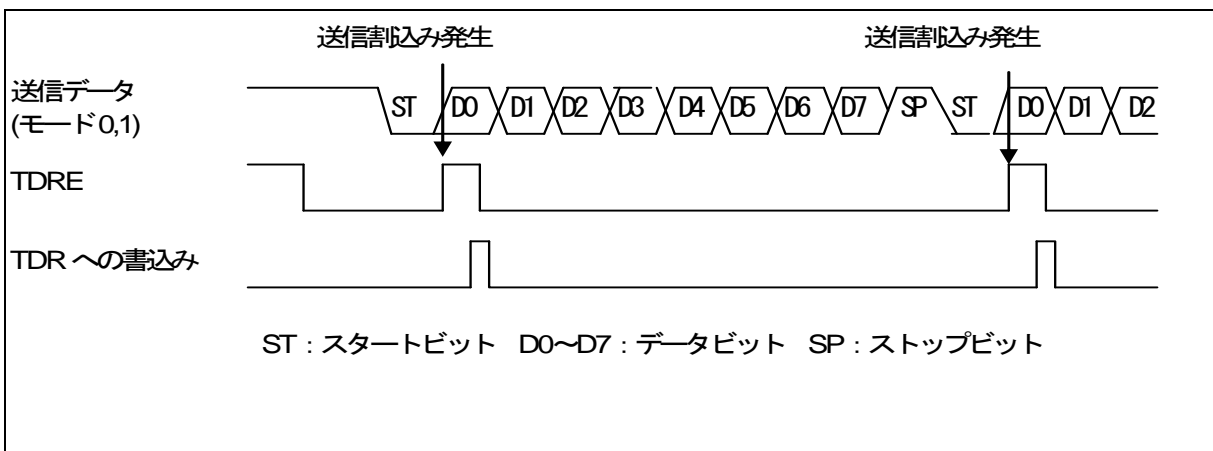 送信割込み発生 送信割込み発生
送信データ
(モード0,1)
ST D0 D1 D2 D3 D4 D5 D6 D7 SP ST D0 D1 D2
TDRE
TDR への書込み
ST：スタートビット D0～D7：データビット SP：ストップビット